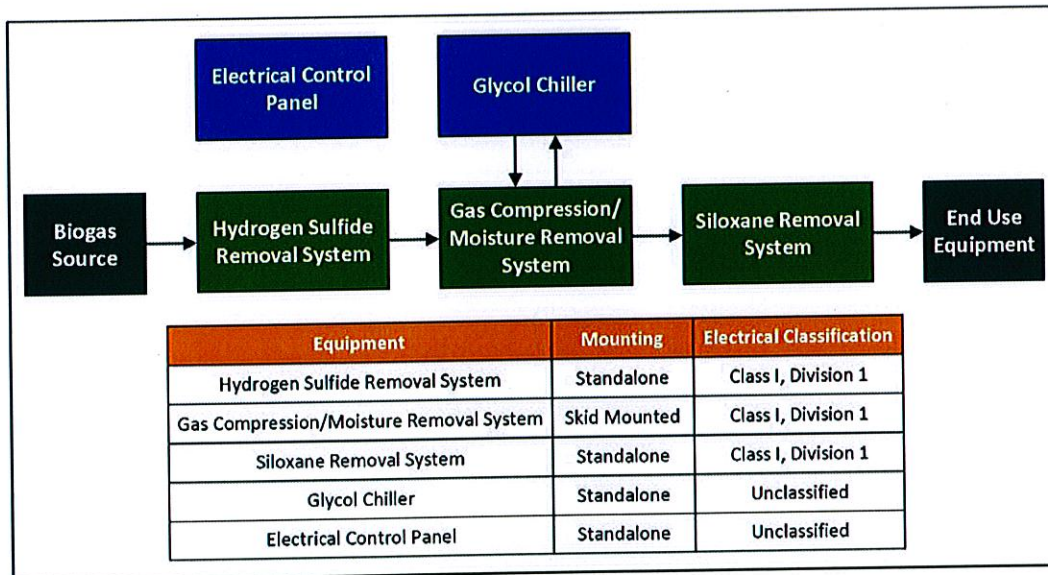 Electrical Control
Panel
Glycol Chiller
Biogas
Source
Hydrogen Sulfide
Removal System
Gas Compression/
Moisture Removal
System
Siloxane Removal
System
End Use
Equipment
Equipment Mounting Electrical Classification
Hydrogen Sulfide Removal System Standalone Class I, Division 1
Gas Compression/Moisture Removal System Skid Mounted Class I, Division 1
Siloxane Removal System Standalone Class I, Division 1
Glycol Chiller Standalone Unclassified
Electrical Control Panel Standalone Unclassified